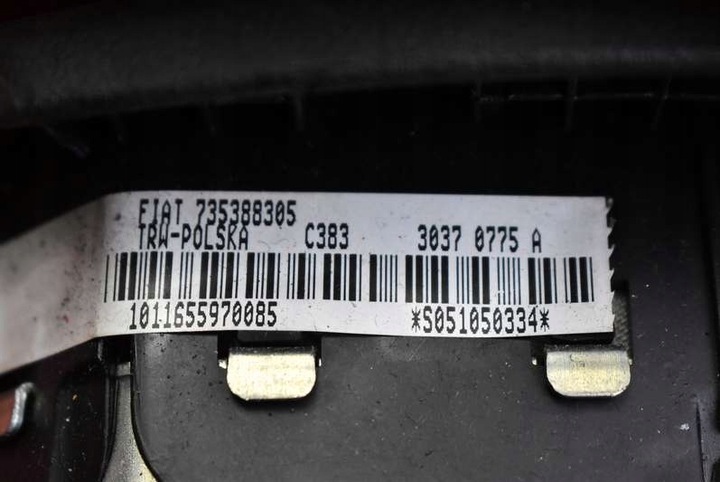 FIAT 735388305
TRW-POLSKA C383 3037 0775 A
1011655970085 *S051050334*